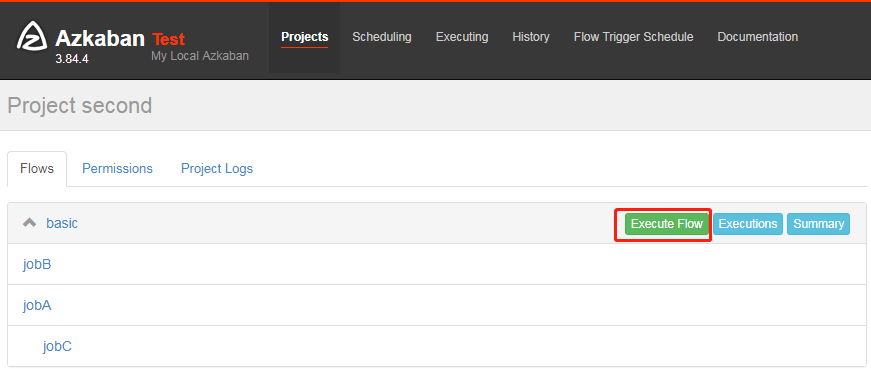 Azkaban Test
3.84.4
My Local Azkaban
Projects Scheduling Executing History Flow Trigger Schedule Documentation
Project second
Flows Permissions Project Logs
basic Execute Flow Executions Summary
jobB
jobA
jobC